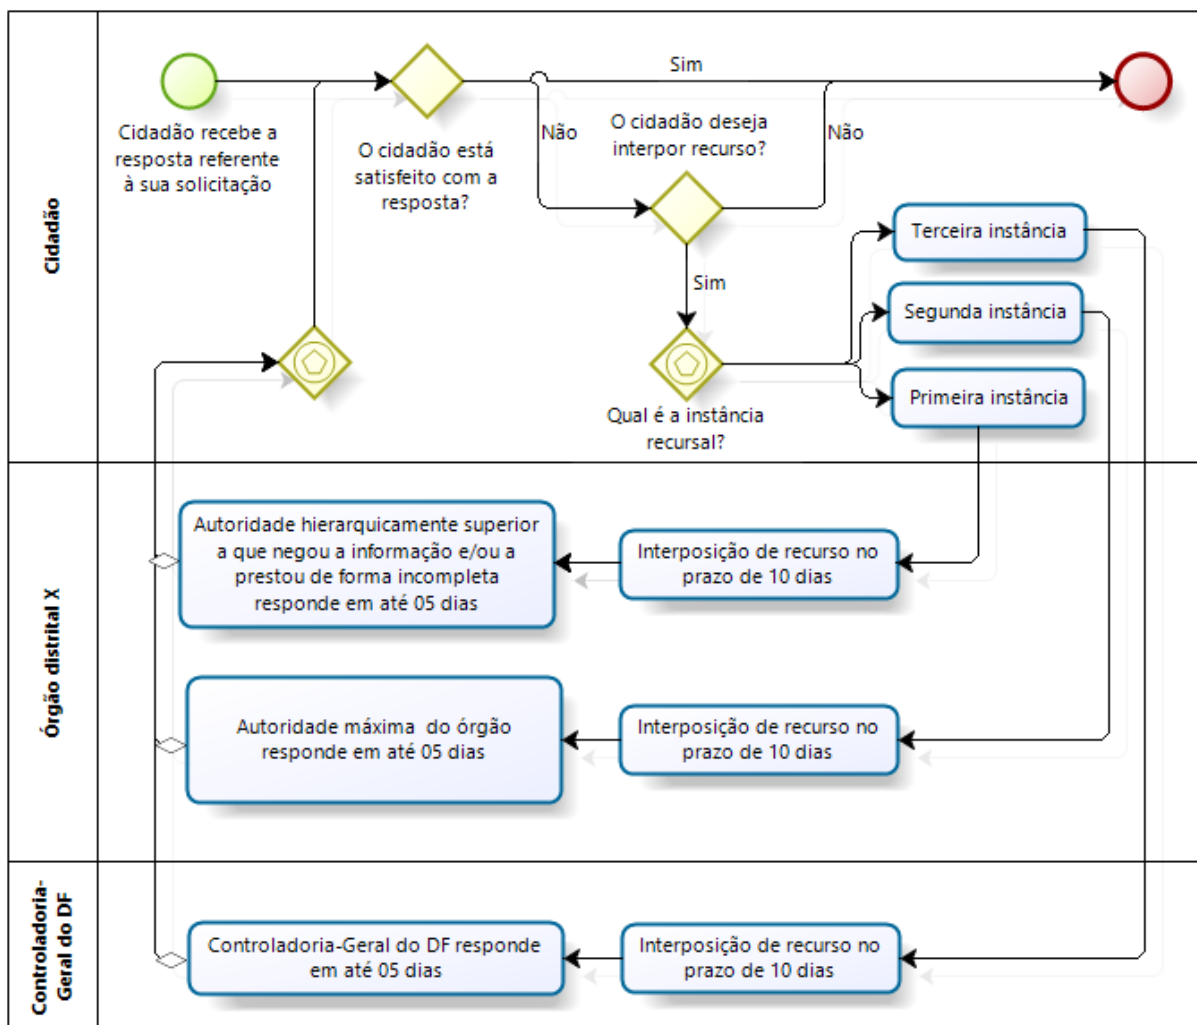 Cidadão
Cidadão recebe a
resposta referente
à sua solicitação
O cidadão está
satisfeito com a
resposta?
Sim
Não
O cidadão deseja
interpor recurso?
Não
Sim
Qual é a instância
recursal?
Terceira instância
Segunda instância
Primeira instância
Órgão distrital X
Autoridade hierarquicamente superior
a que negou a informação e/ou a
prestou de forma incompleta
responde em até 05 dias
Interposição de recurso no
prazo de 10 dias
Autoridade máxima do órgão
responde em até 05 dias
Interposição de recurso no
prazo de 10 dias
Controladoria-
Geral do DF
Controladoria-Geral do DF responde
em até 05 dias
Interposição de recurso no
prazo de 10 dias